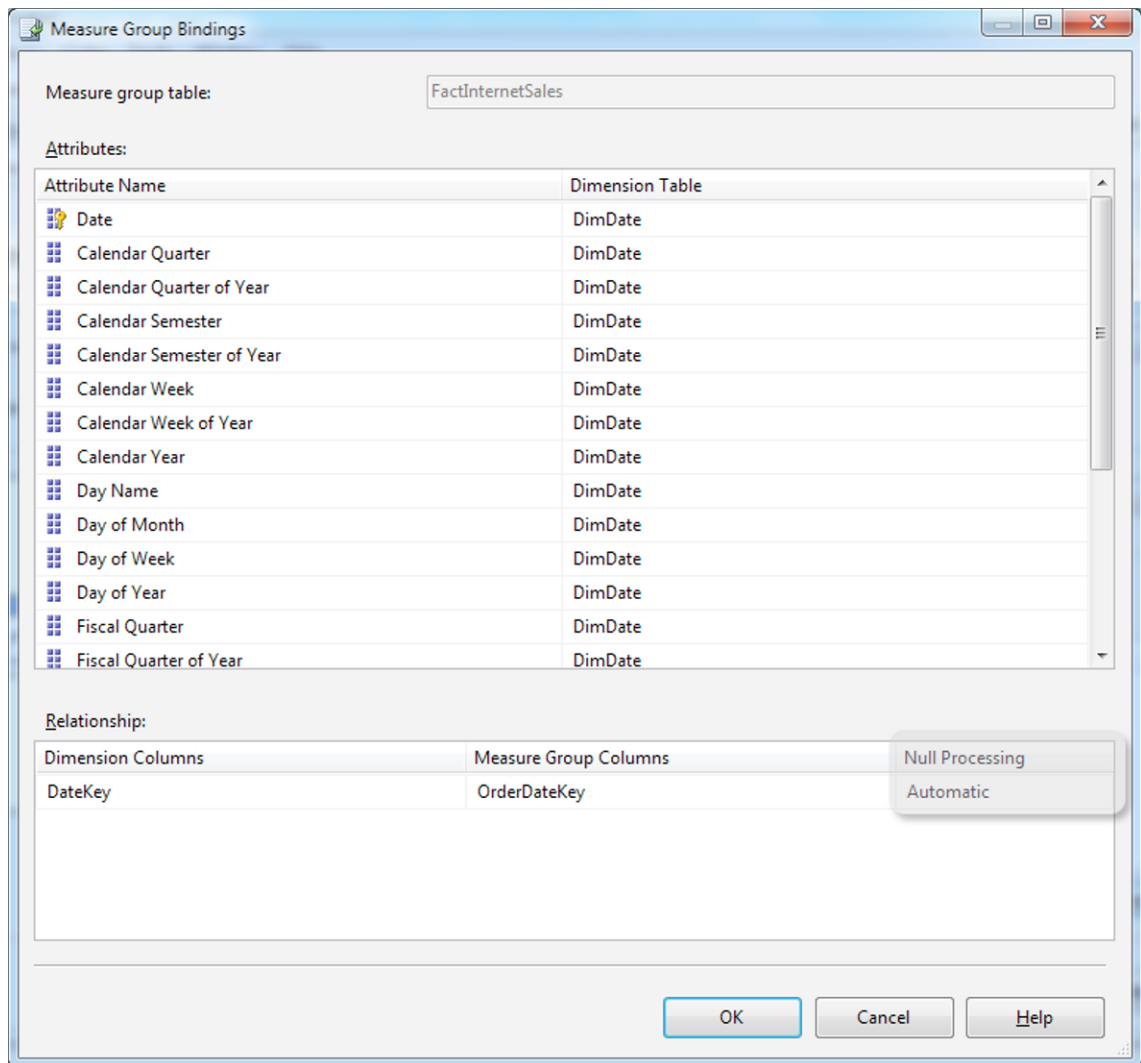 Measure Group Bindings
Measure group table: FactInternetSales
Attributes:
Attribute Name Dimension Table
Date DimDate
Calendar Quarter DimDate
Calendar Quarter of Year DimDate
Calendar Semester DimDate
Calendar Semester of Year DimDate
Calendar Week DimDate
Calendar Week of Year DimDate
Calendar Year DimDate
Day Name DimDate
Day of Month DimDate
Day of Week DimDate
Day of Year DimDate
Fiscal Quarter DimDate
Fiscal Quarter of Year DimDate
Relationship:
Dimension Columns Measure Group Columns Null Processing
DateKey OrderDateKey Automatic
OK Cancel Help